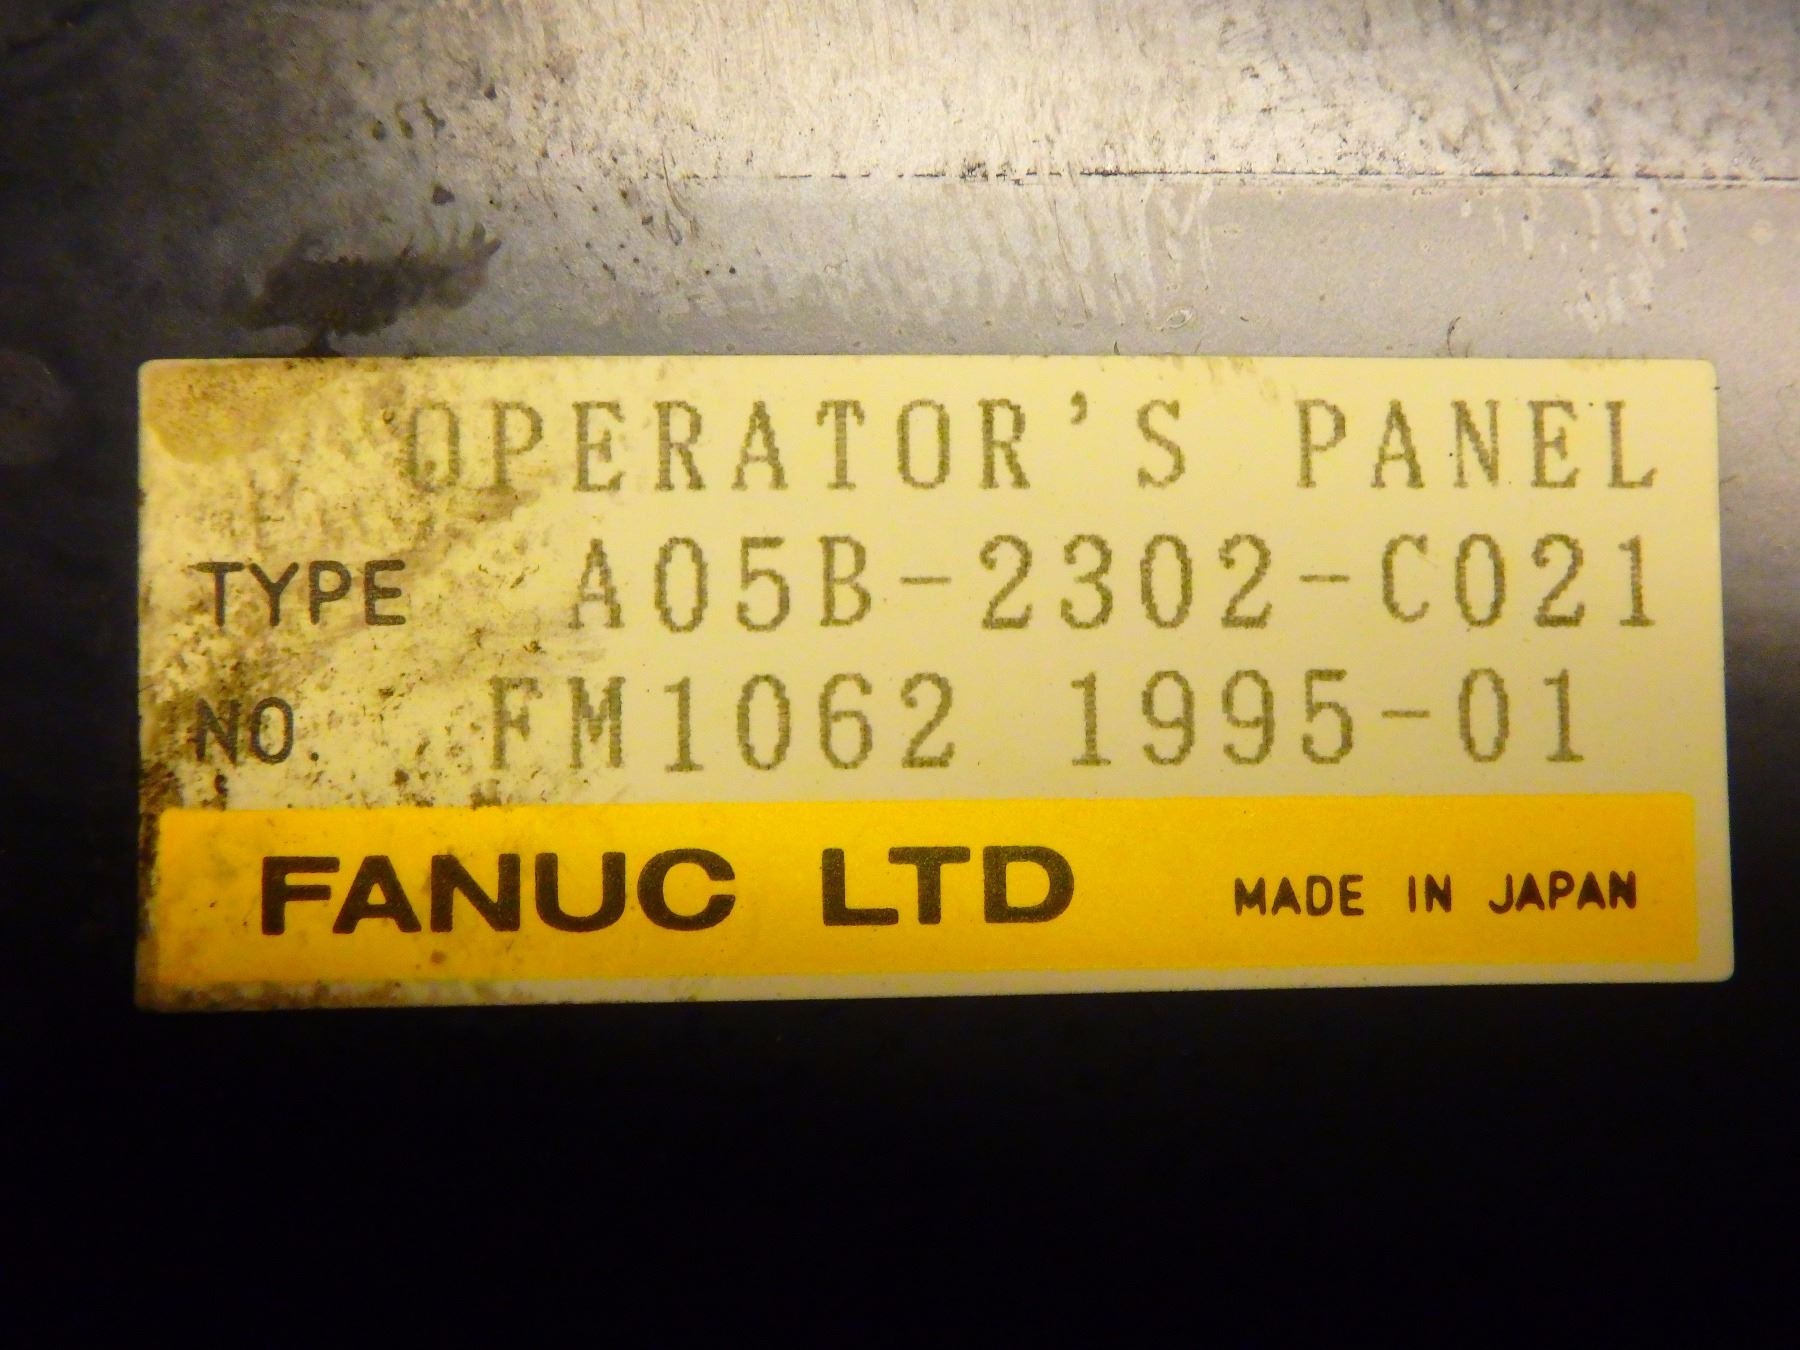 OPERATOR'S PANEL
TYPE A05B-2302-C021
NO. FM1062 1995-01
FANUC LTD MADE IN JAPAN